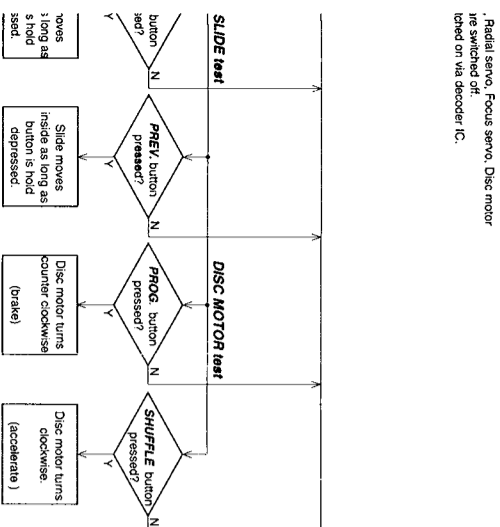 , Radial servo, Focus servo, Disc motor
are switched off.
tched on via decoder IC.
SLIDE test
DISC MOTOR test
button
sed?
N
PREV. button
pressed?
N
Y
PROG. button
pressed?
N
Y
SHUFFLE button
pressed?
N
Y
long as
s hold
ssed.
Slide moves
inside as long as
button is hold
depressed.
Disc motor turns
counter clockwise
(brake)
Disc motor turns
clockwise.
(accelerate )